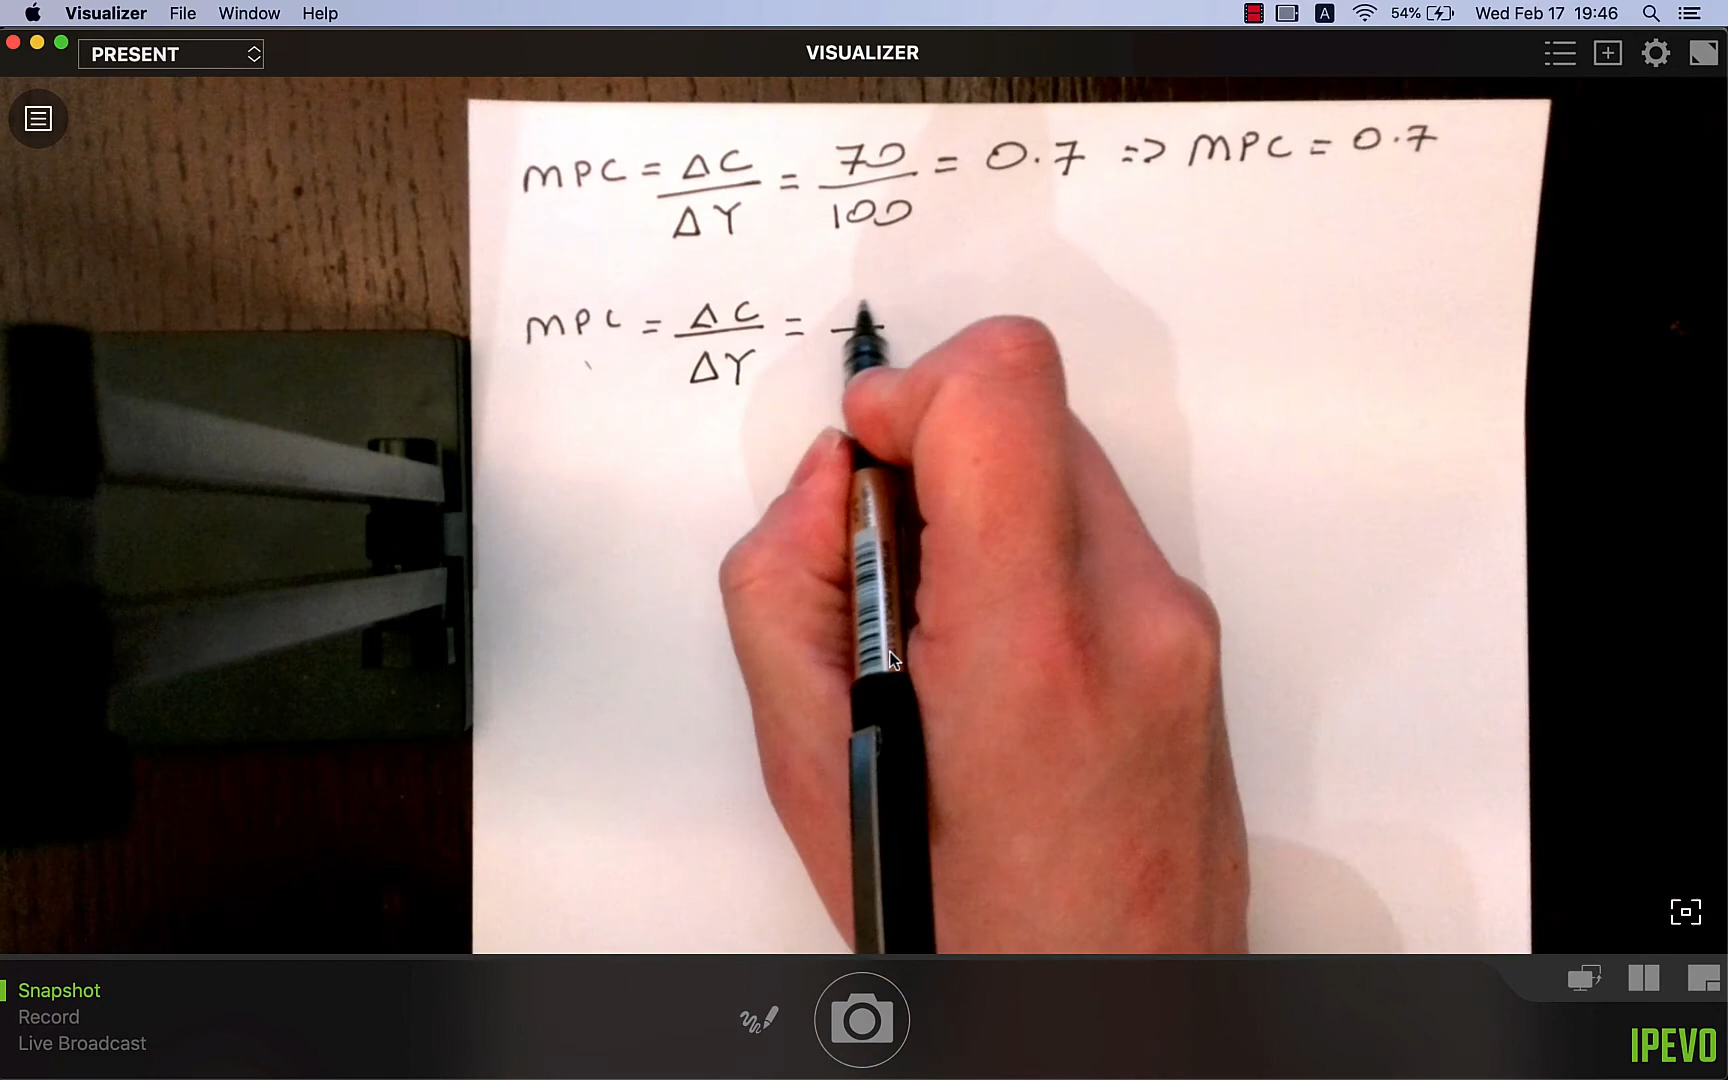 Visualizer File Window Help A 54% Wed Feb 17 19:46
PRESENT VISUALIZER
MPC = ΔC/ΔY = 70/100 = 0.7 => MPC = 0.7
MPC = ΔC/ΔY =
Snapshot
Record
Live Broadcast
IPEVO